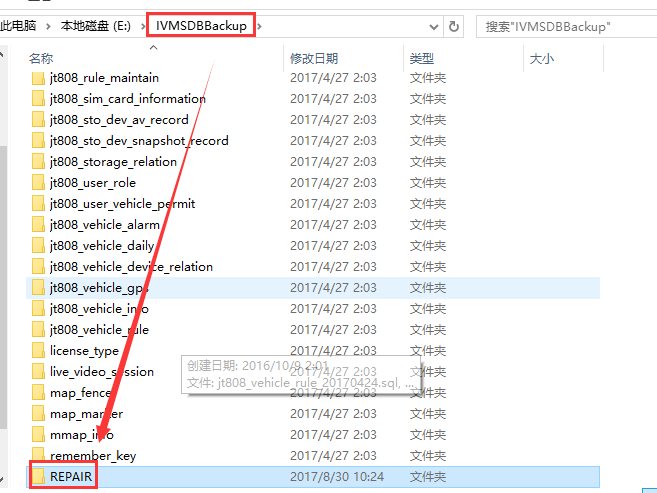 此电脑 › 本地磁盘 (E:) › IVMSDBBackup ›
搜索"IVMSDBBackup"
名称 修改日期 类型 大小
jt808_rule_maintain 2017/4/27 2:03 文件夹
jt808_sim_card_information 2017/4/27 2:03 文件夹
jt808_sto_dev_av_record 2017/4/27 2:03 文件夹
jt808_sto_dev_snapshot_record 2017/4/27 2:03 文件夹
jt808_storage_relation 2017/4/27 2:03 文件夹
jt808_user_role 2017/4/27 2:03 文件夹
jt808_user_vehicle_permit 2017/4/27 2:03 文件夹
jt808_vehicle_alarm 2017/4/27 2:03 文件夹
jt808_vehicle_daily 2017/4/27 2:03 文件夹
jt808_vehicle_device_relation 2017/4/27 2:03 文件夹
jt808_vehicle_gps 2017/4/27 2:03 文件夹
jt808_vehicle_info 2017/4/27 2:03 文件夹
jt808_vehicle_rule 2017/4/27 2:03 文件夹
license_type 2017/4/27 2:03 文件夹
创建日期: 2016/10/9 2:01
live_video_session 2017/4/27 2:03 文件夹
文件: jt808_vehicle_rule_20170424.sql, ...
map_fence 2017/4/27 2:03 文件夹
map_marker 2017/4/27 2:03 文件夹
mmap_info 2017/4/27 2:03 文件夹
remember_key 2017/4/27 2:03 文件夹
REPAIR 2017/8/30 10:24 文件夹